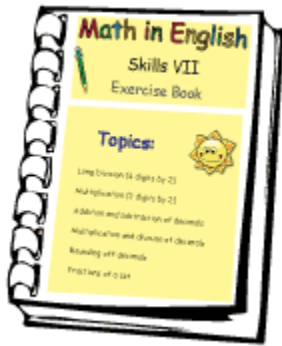 Math in English
Skills VII
Exercise Book
Topics:
Long Division (4 digits by 2)
Multiplication (3 digits by 2)
Addition and subtraction of decimals
Multiplication and division of decimals
Rounding off decimals
Fractions of a set